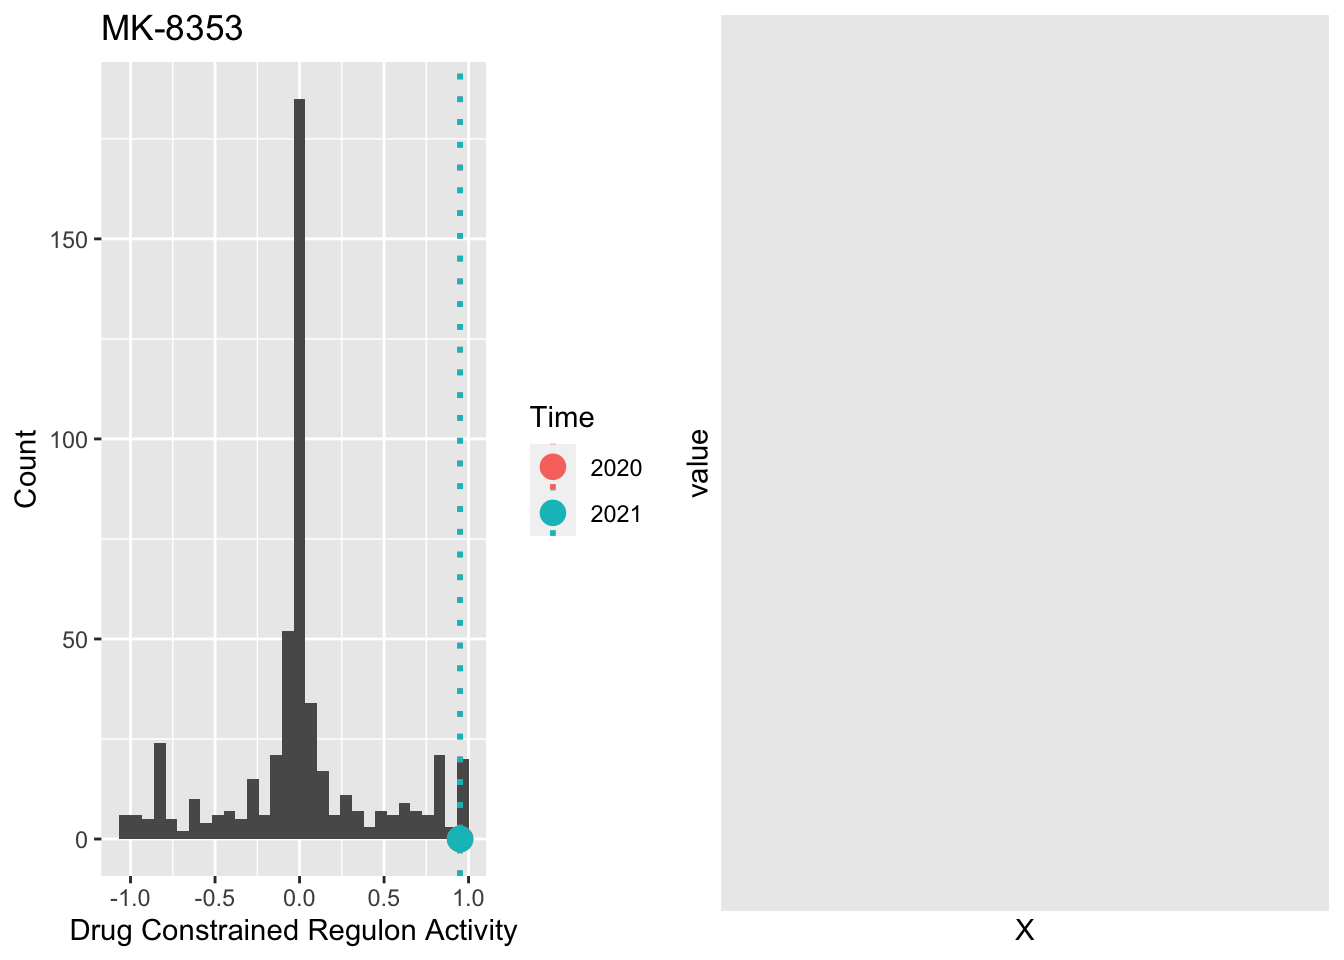 MK-8353
Count
150
100
50
0
-1.0 -0.5 0.0 0.5 1.0
Drug Constrained Regulon Activity
Time
2020
2021
value
X